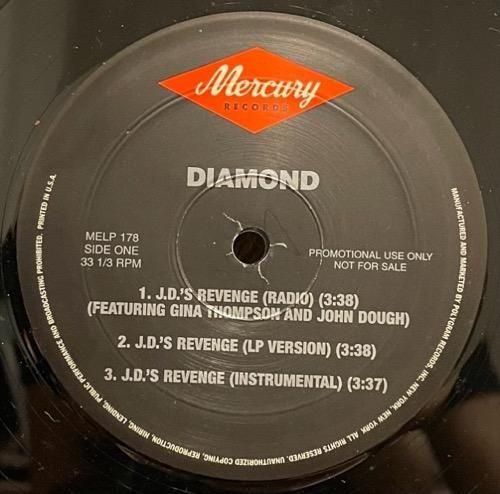 Mercury
RECORDS
DIAMOND
MELP 178
SIDE ONE
33 1/3 RPM
PROMOTIONAL USE ONLY
NOT FOR SALE
1. J.D.'S REVENGE (RADIO) (3:38)
(FEATURING GINA THOMPSON AND JOHN DOUGH)
2. J.D.'S REVENGE (LP VERSION) (3:38)
3. J.D.'S REVENGE (INSTRUMENTAL) (3:37)
MANUFACTURED AND MARKETED BY POLYGRAM RECORDS, INC., NEW YORK, NEW YORK. ALL RIGHTS RESERVED. UNAUTHORIZED COPYING, REPRODUCTION, HIRING, LENDING, PUBLIC PERFORMANCE AND BROADCASTING PROHIBITED. PRINTED IN U.S.A.